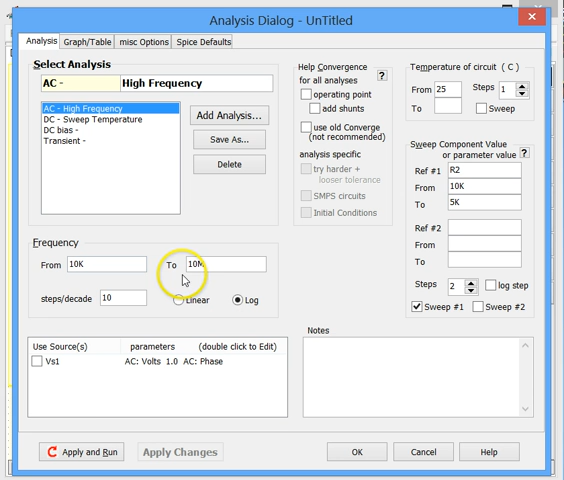 Analysis Dialog - UnTitled
Analysis
Graph/Table
misc Options
Spice Defaults
Select Analysis
AC - High Frequency
AC - High Frequency
DC - Sweep Temperature
DC bias -
Transient -
Add Analysis...
Save As...
Delete
Frequency
From 10K To 10M
steps/decade 10 Linear Log
Help Convergence
for all analyses
?
operating point
add shunts
use old Converge
(not recommended)
analysis specific
try harder +
looser tolerance
SMPS circuits
Initial Conditions
Temperature of circuit ( C )
From 25 Steps 1
To Sweep
Sweep Component Value
or parameter value ?
Ref #1 R2
From 10K
To 5K
Ref #2
From
To
Steps 2 log step
Sweep #1 Sweep #2
Use Source(s) parameters (double click to Edit)
Vs1 AC: Volts 1.0 AC: Phase
Notes
Apply and Run
Apply Changes
OK
Cancel
Help